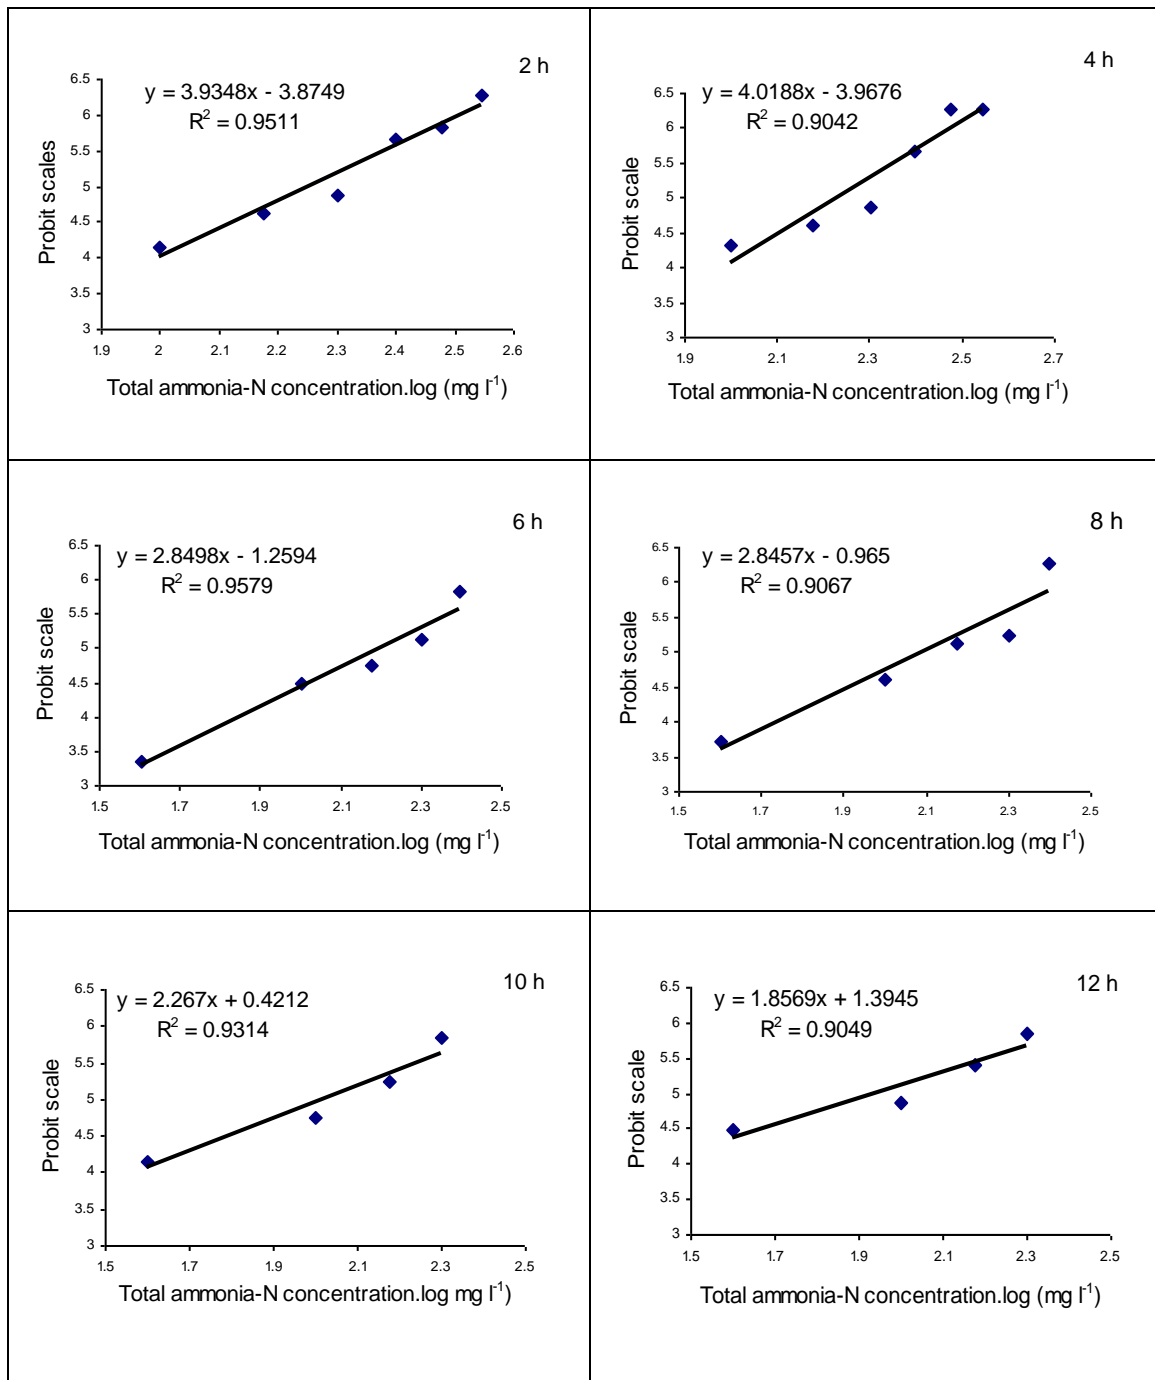 2 h
y = 3.9348x - 3.8749
R² = 0.9511
Probit scales
6.5
6
5.5
5
4.5
4
3.5
3
1.9 2 2.1 2.2 2.3 2.4 2.5 2.6
Total ammonia-N concentration.log (mg l⁻¹)
4 h
y = 4.0188x - 3.9676
R² = 0.9042
Probit scale
6.5
6
5.5
5
4.5
4
3.5
3
1.9 2.1 2.3 2.5 2.7
Total ammonia-N concentration.log (mg l⁻¹)
6 h
y = 2.8498x - 1.2594
R² = 0.9579
Probit scale
6.5
6
5.5
5
4.5
4
3.5
3
1.5 1.7 1.9 2.1 2.3 2.5
Total ammonia-N concentration.log (mg l⁻¹)
8 h
y = 2.8457x - 0.965
R² = 0.9067
Probit scale
6.5
6
5.5
5
4.5
4
3.5
3
1.5 1.7 1.9 2.1 2.3 2.5
Total ammonia-N concentration.log (mg l⁻¹)
10 h
y = 2.267x + 0.4212
R² = 0.9314
Probit scale
6.5
6
5.5
5
4.5
4
3.5
3
1.5 1.7 1.9 2.1 2.3 2.5
Total ammonia-N concentration.log mg l⁻¹)
12 h
y = 1.8569x + 1.3945
R² = 0.9049
Probit scale
6.5
6
5.5
5
4.5
4
3.5
3
1.5 1.7 1.9 2.1 2.3 2.5
Total ammonia-N concentration.log (mg l⁻¹)